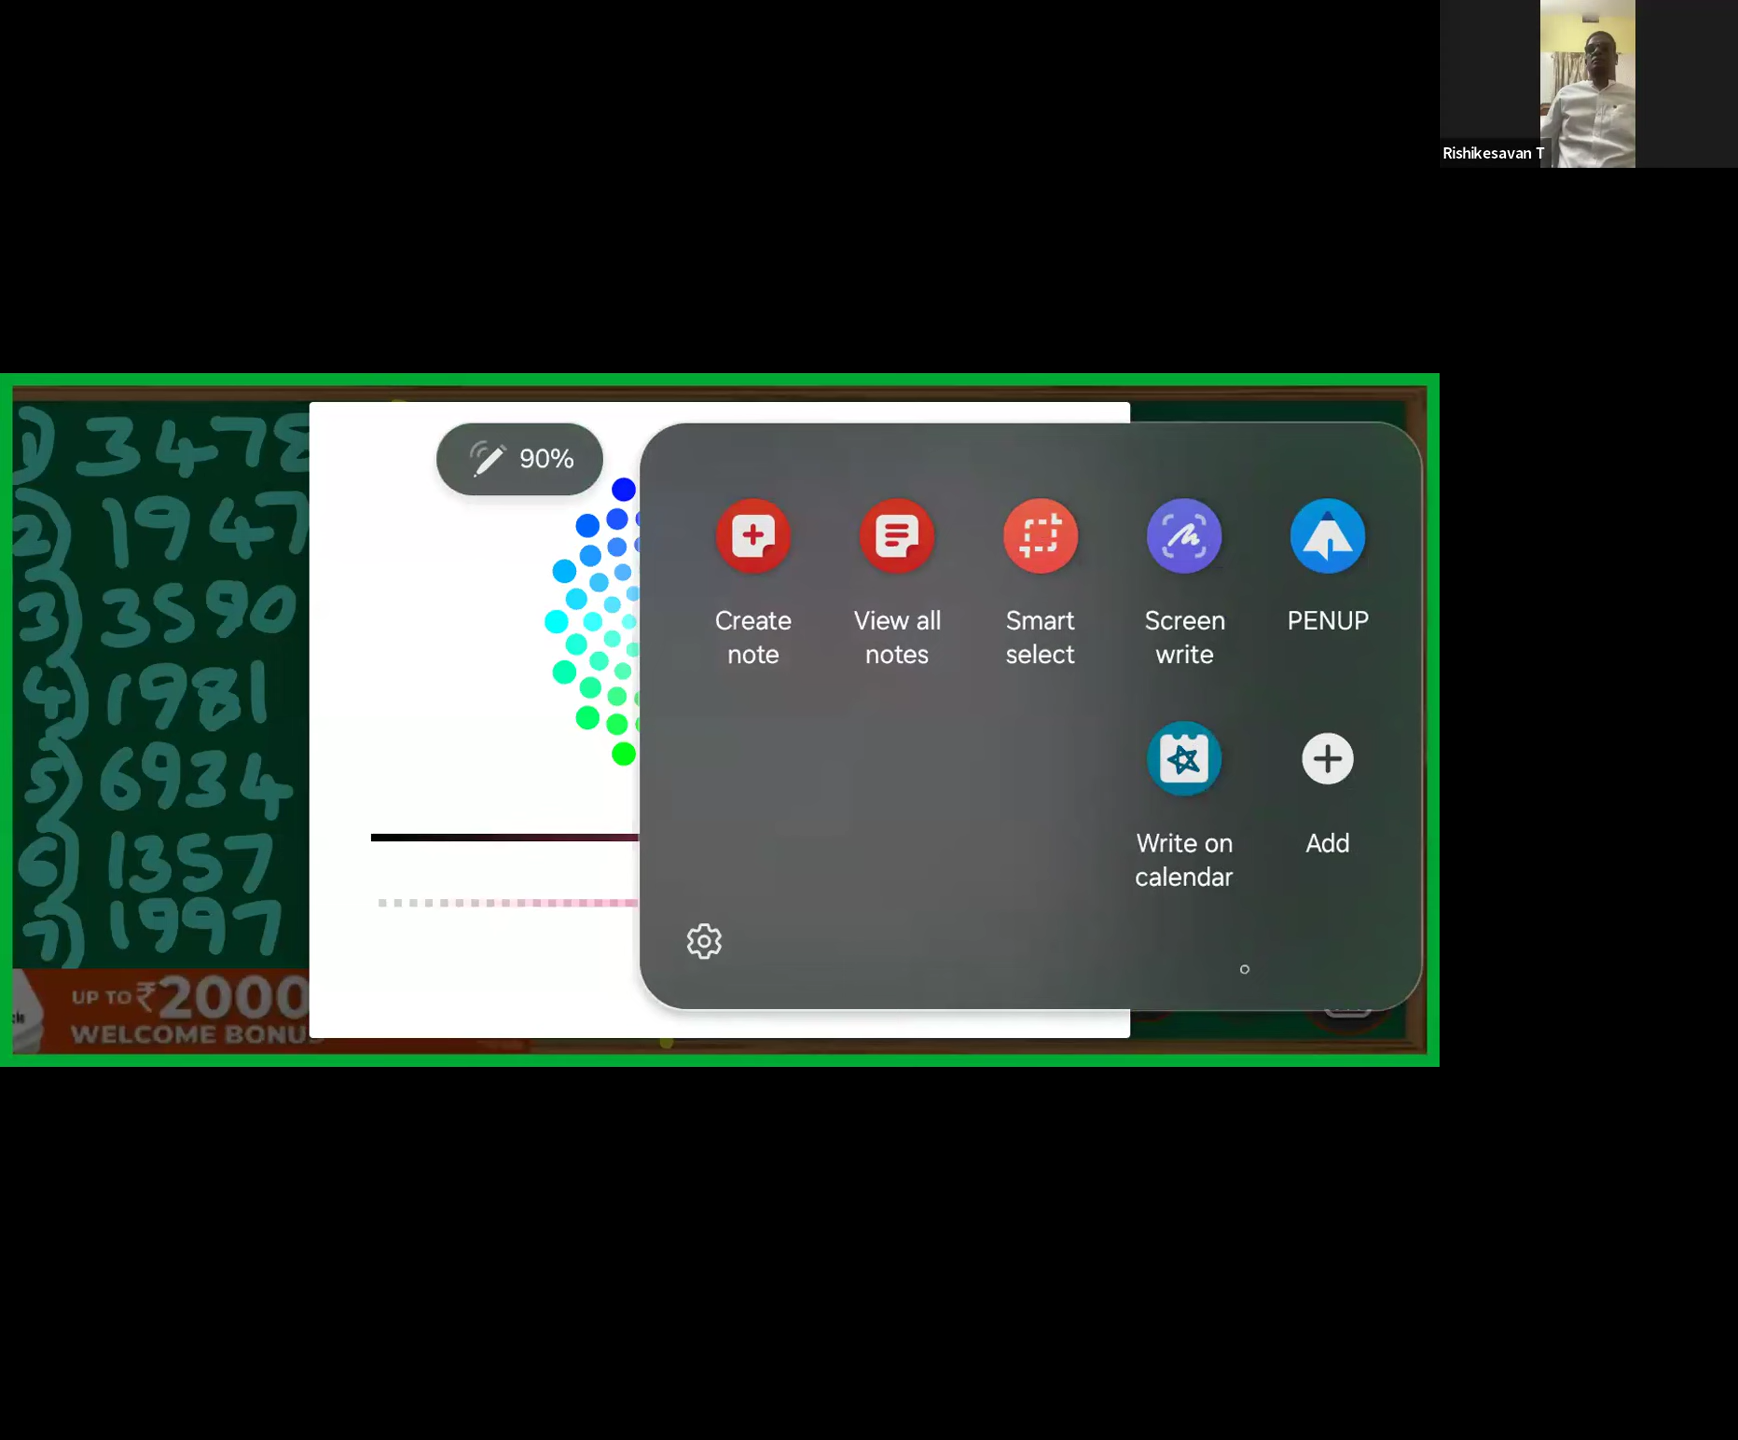 Rishikesavan T
1) 3478
2) 1947
3) 3590
4) 1981
5) 6934
6) 1357
7) 1997
90%
Create note
View all notes
Smart select
Screen write
PENUP
Write on calendar
Add
UP TO ₹2000
WELCOME BONUS